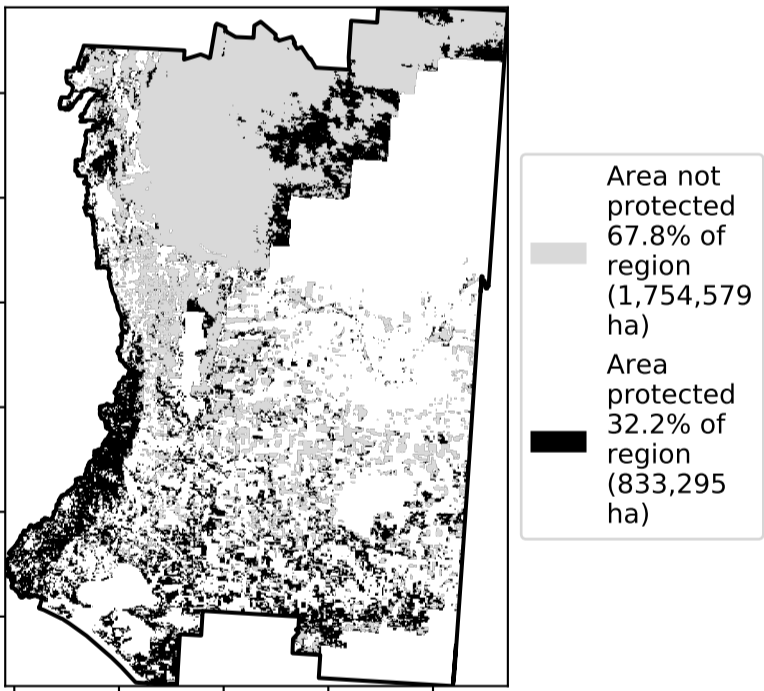 Area not
protected
67.8% of
region
(1,754,579
ha)
Area
protected
32.2% of
region
(833,295
ha)